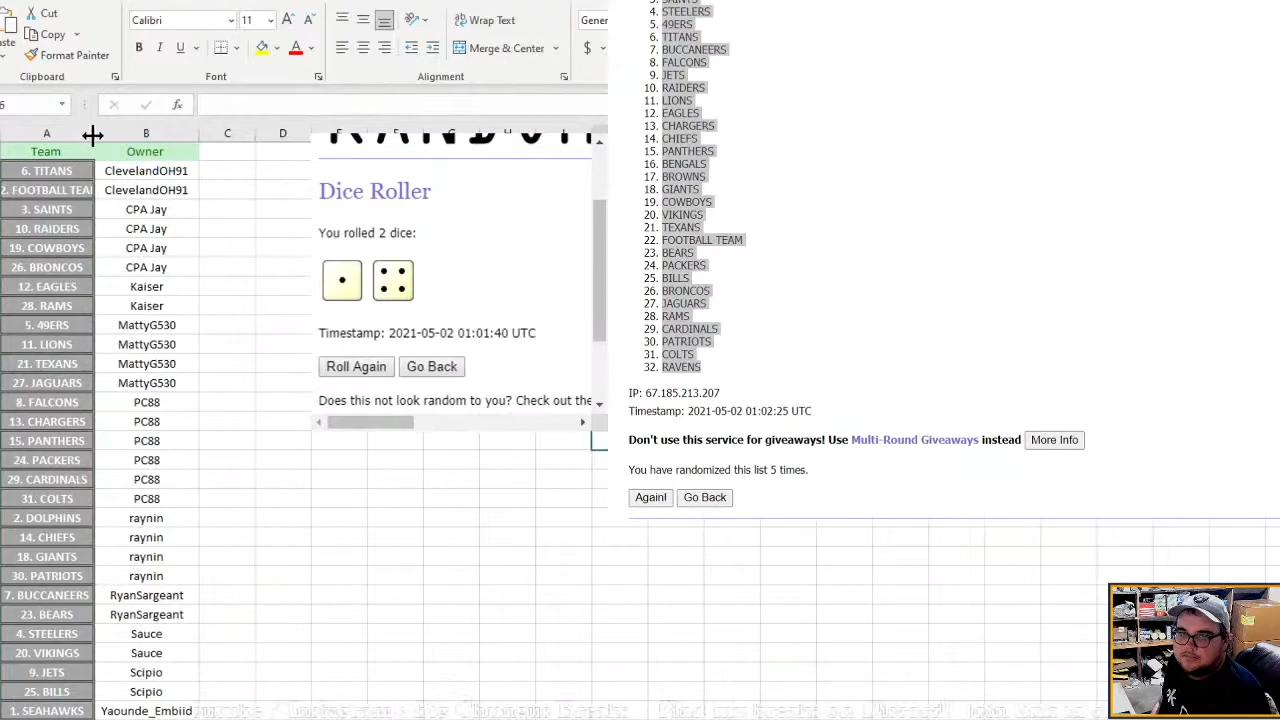 Cut
Calibri
11
Wrap Text
Copy
B I U
Merge & Center
$
Format Painter
Clipboard
Font
Alignment
fx
A B C D
Team Owner
6. TITANS ClevelandOH91
FOOTBALL ClevelandOH91
3. SAINTS CPA Jay
10. RAIDERS CPA Jay
19. COWBOYS CPA Jay
26. BRONCOS CPA Jay
12. EAGLES Kaiser
28. RAMS Kaiser
5. 49ERS MattyG530
11. LIONS MattyG530
21. TEXANS MattyG530
27. JAGUARS MattyG530
8. FALCONS PC88
13. CHARGERS PC88
15. PANTHERS PC88
24. PACKERS PC88
29. CARDINALS PC88
31. COLTS PC88
2. DOLPHINS raynin
14. CHIEFS raynin
18. GIANTS raynin
30. PATRIOTS raynin
7. BUCCANEERS RyanSargeant
23. BEARS RyanSargeant
4. STEELERS Sauce
20. VIKINGS Sauce
9. JETS Scipio
25. BILLS Scipio
1. SEAHAWKS Yaounde_Embiid
Dice Roller
You rolled 2 dice:
Timestamp: 2021-05-02 01:01:40 UTC
Roll Again Go Back
Does this not look random to you? Check out the
4. STEELERS
5. 49ERS
6. TITANS
7. BUCCANEERS
8. FALCONS
9. JETS
10. RAIDERS
11. LIONS
12. EAGLES
13. CHARGERS
14. CHIEFS
15. PANTHERS
16. BENGALS
17. BROWNS
18. GIANTS
19. COWBOYS
20. VIKINGS
21. TEXANS
22. FOOTBALL TEAM
23. BEARS
24. PACKERS
25. BILLS
26. BRONCOS
27. JAGUARS
28. RAMS
29. CARDINALS
30. PATRIOTS
31. COLTS
32. RAVENS
IP: 67.185.213.207
Timestamp: 2021-05-02 01:02:25 UTC
Don't use this service for giveaways! Use Multi-Round Giveaways instead More Info
You have randomized this list 5 times.
Again! Go Back